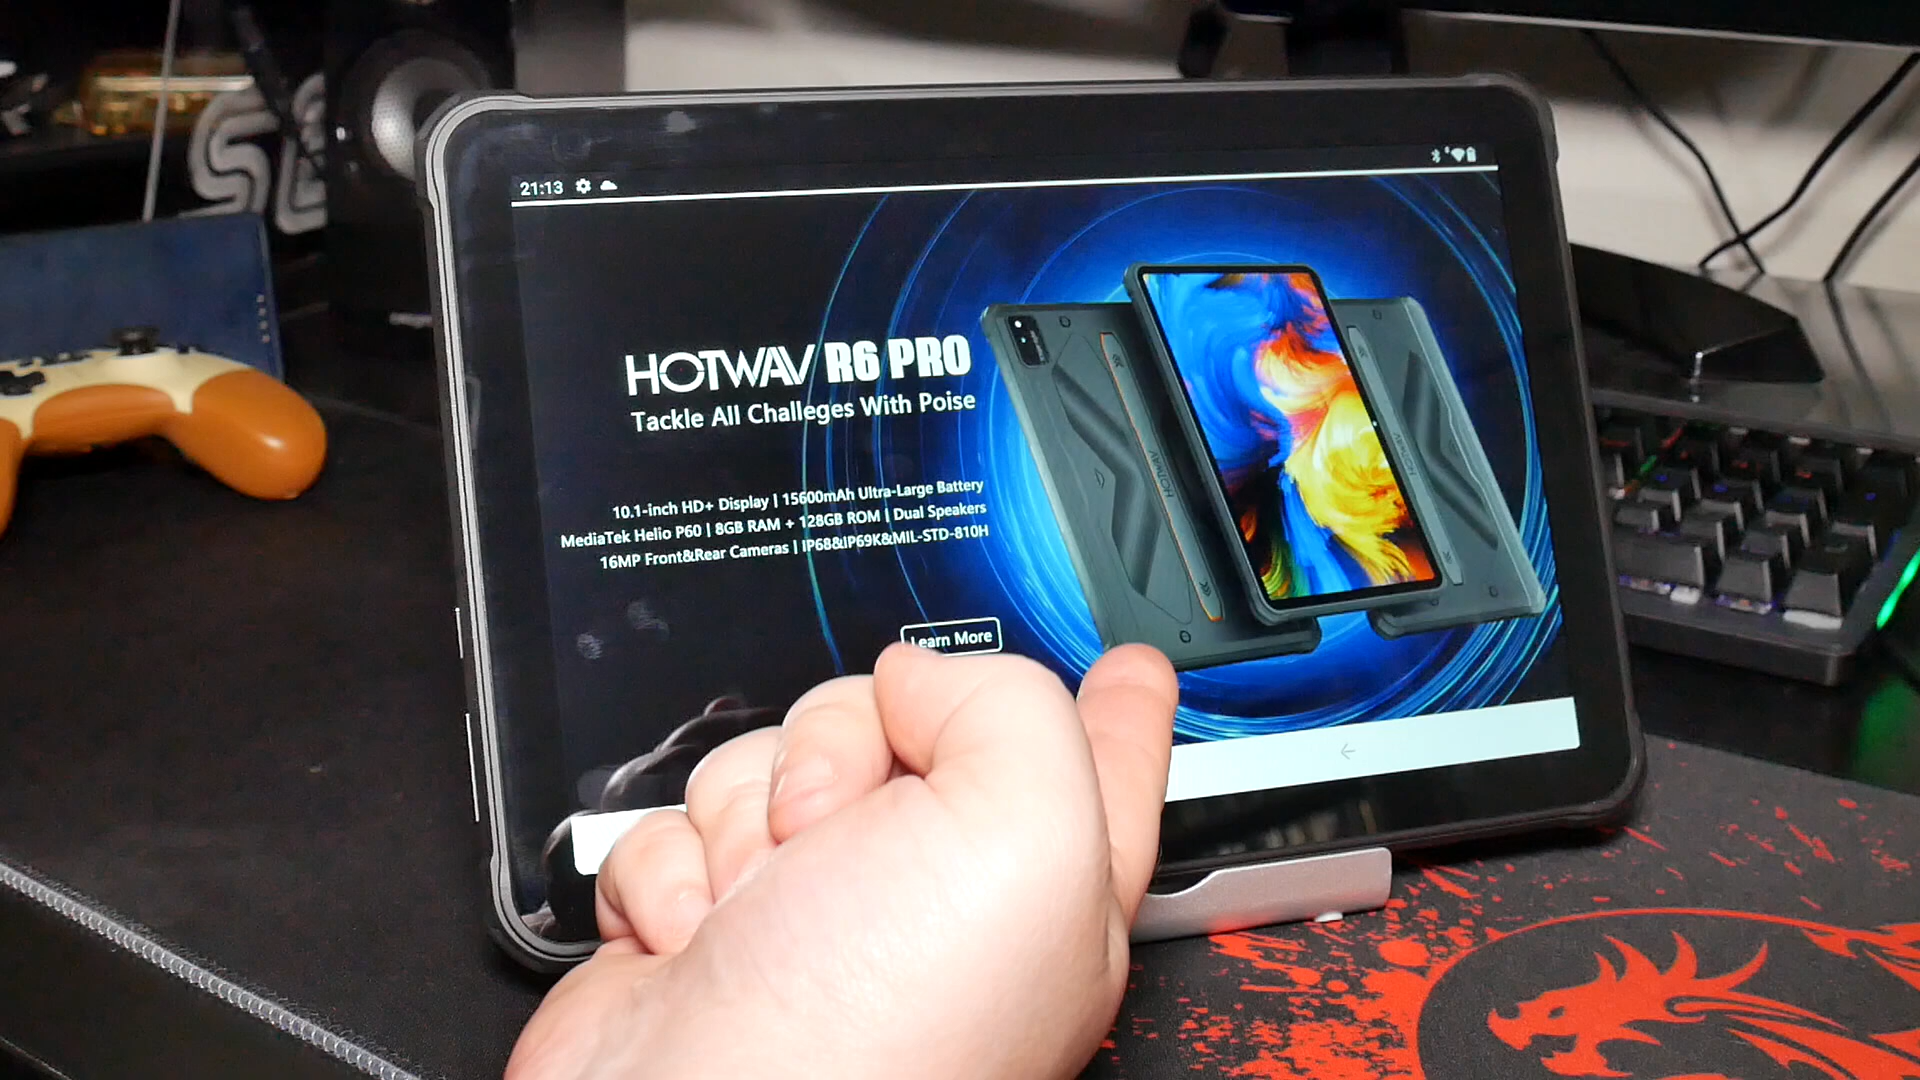 21:13
HOTWAV R6 PRO
Tackle All Challeges With Poise
10.1-inch HD+ Display | 15600mAh Ultra-Large Battery
MediaTek Helio P60 | 8GB RAM + 128GB ROM | Dual Speakers
16MP Front&Rear Cameras | IP68&IP69K&MIL-STD-810H
Learn More
HOTWAV
HOTWAV